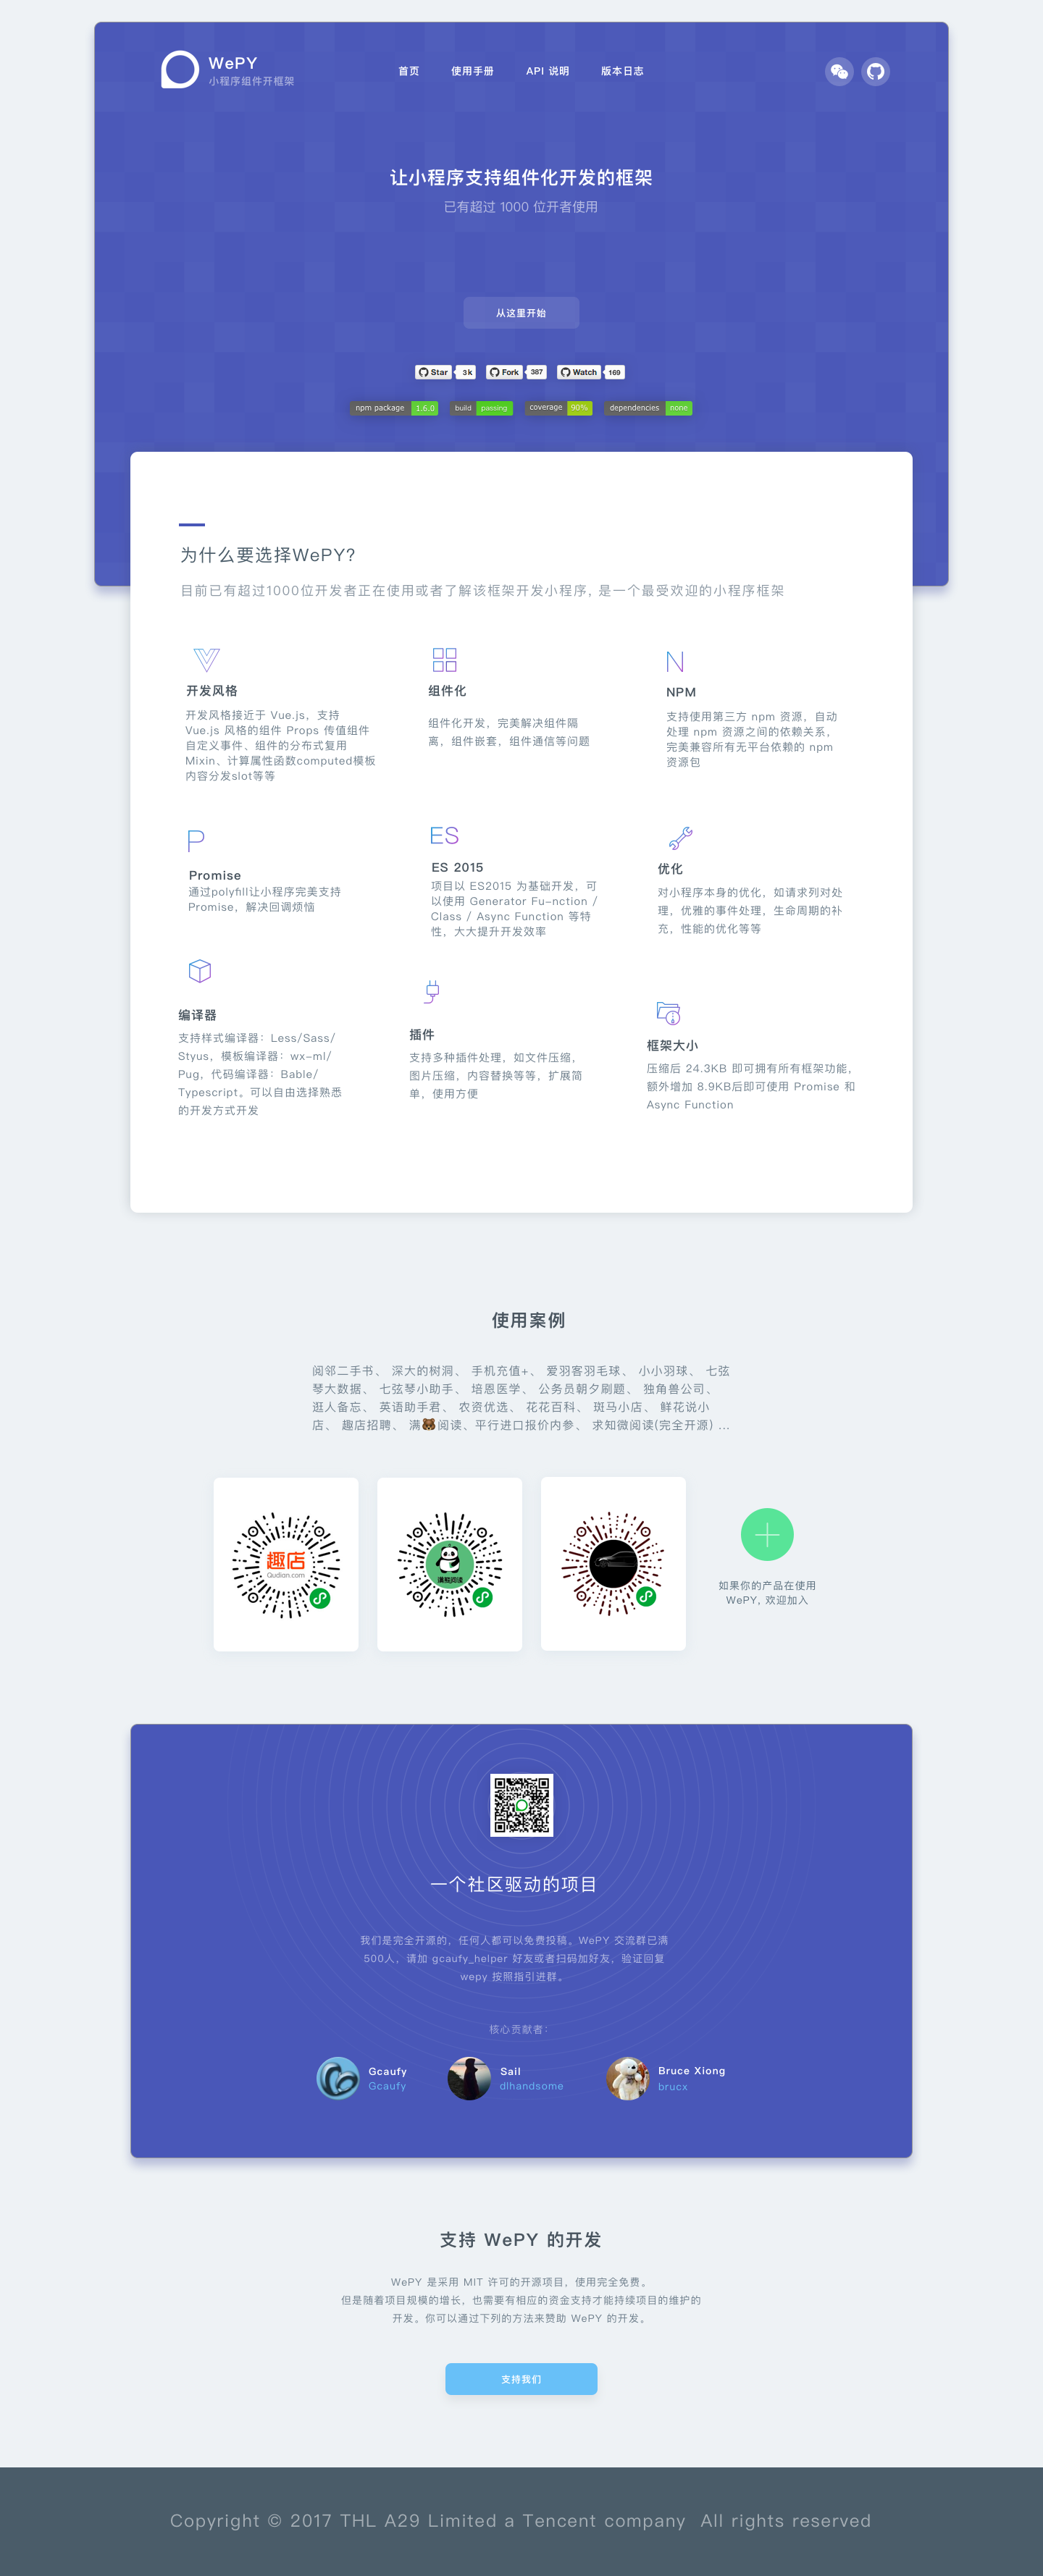 WePY
小程序组件开框架
首页 使用手册 API 说明 版本日志
让小程序支持组件化开发的框架
已有超过 1000 位开者使用
从这里开始
Star 3k Fork 387 Watch 169
npm package 1.6.0 build passing coverage 90% dependencies none
为什么要选择WePY?
目前已有超过1000位开发者正在使用或者了解该框架开发小程序, 是一个最受欢迎的小程序框架
开发风格
开发风格接近于 Vue.js，支持
Vue.js 风格的组件 Props 传值组件
自定义事件、组件的分布式复用
Mixin、计算属性函数computed模板
内容分发slot等等
组件化
组件化开发，完美解决组件隔
离，组件嵌套，组件通信等问题
N
NPM
支持使用第三方 npm 资源，自动
处理 npm 资源之间的依赖关系，
完美兼容所有无平台依赖的 npm
资源包
P
Promise
通过polyfill让小程序完美支持
Promise，解决回调烦恼
ES
ES 2015
项目以 ES2015 为基础开发，可
以使用 Generator Fu-nction /
Class / Async Function 等特
性，大大提升开发效率
优化
对小程序本身的优化，如请求列对处
理，优雅的事件处理，生命周期的补
充，性能的优化等等
编译器
支持样式编译器：Less/Sass/
Styus，模板编译器：wx-ml/
Pug，代码编译器：Bable/
Typescript。可以自由选择熟悉
的开发方式开发
插件
支持多种插件处理，如文件压缩，
图片压缩，内容替换等等，扩展简
单，使用方便
框架大小
压缩后 24.3KB 即可拥有所有框架功能，
额外增加 8.9KB后即可使用 Promise 和
Async Function
使用案例
阅邻二手书、 深大的树洞、 手机充值+、 爱羽客羽毛球、 小小羽球、 七弦
琴大数据、 七弦琴小助手、 培恩医学、 公务员朝夕刷题、 独角兽公司、
逛人备忘、 英语助手君、 农资优选、 花花百科、 斑马小店、 鲜花说小
店、 趣店招聘、 满🐻阅读、平行进口报价内参、 求知微阅读(完全开源) ...
趣店
Qudian.com
满熊阅读
如果你的产品在使用
WePY, 欢迎加入
一个社区驱动的项目
我们是完全开源的，任何人都可以免费投稿。WePY 交流群已满
500人，请加 gcaufy_helper 好友或者扫码加好友，验证回复
wepy 按照指引进群。
核心贡献者：
Gcaufy
Gcaufy
Sail
dlhandsome
Bruce Xiong
brucx
支持 WePY 的开发
WePY 是采用 MIT 许可的开源项目，使用完全免费。
但是随着项目规模的增长，也需要有相应的资金支持才能持续项目的维护的
开发。你可以通过下列的方法来赞助 WePY 的开发。
支持我们
Copyright © 2017 THL A29 Limited a Tencent company All rights reserved